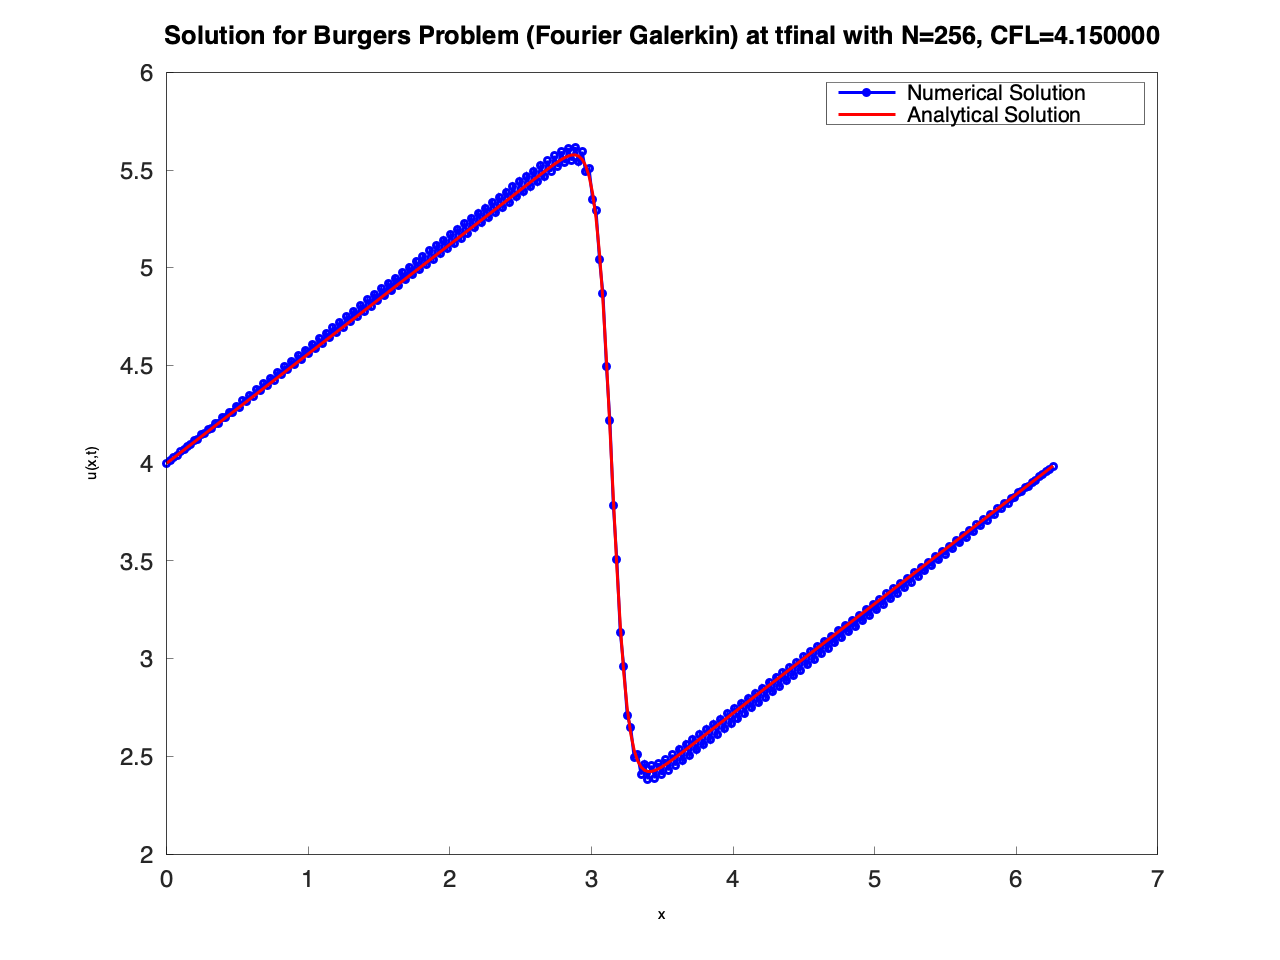 Solution for Burgers Problem (Fourier Galerkin) at tfinal with N=256, CFL=4.150000
6
Numerical Solution
Analytical Solution
5.5
5
4.5
u(x,t)
4
3.5
3
2.5
2
0 1 2 3 4 5 6 7
x